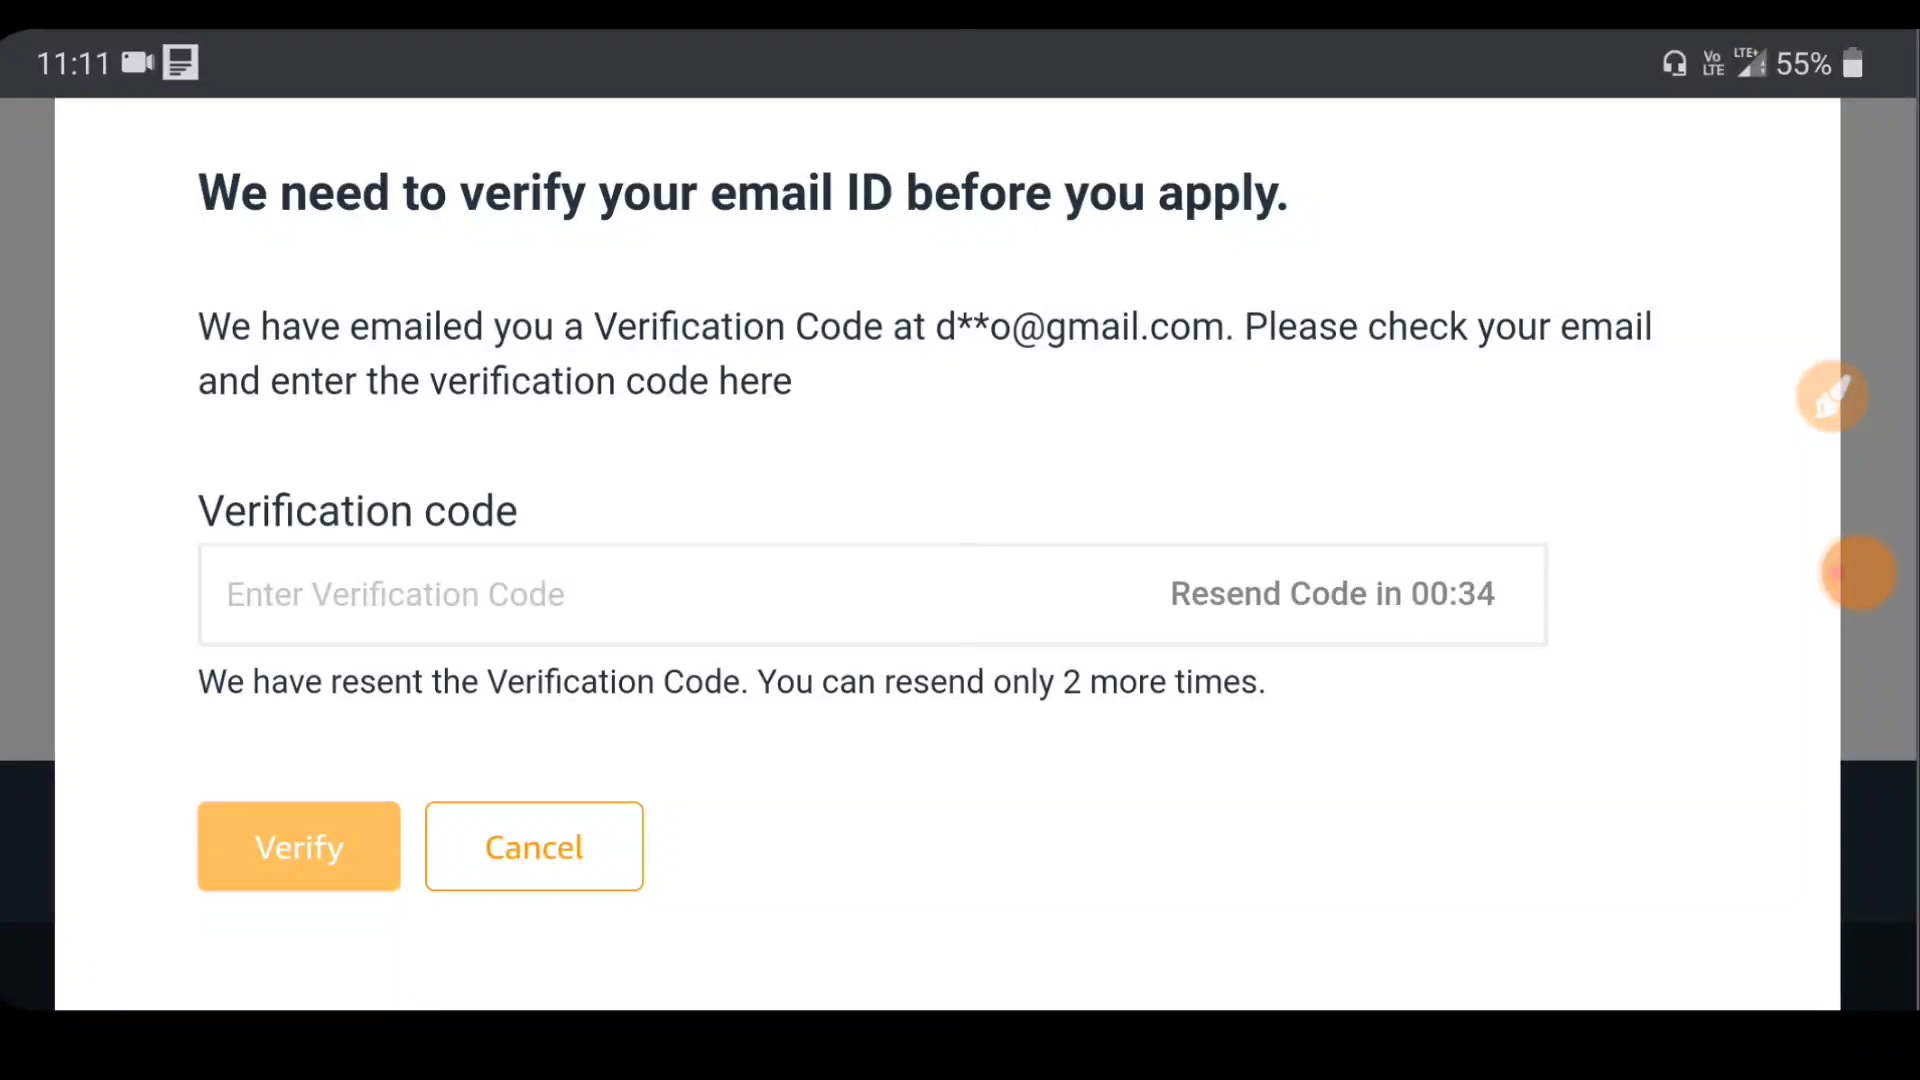 11:11 Vo LTE LTE+ 55%
We need to verify your email ID before you apply.
We have emailed you a Verification Code at d**o@gmail.com. Please check your email
and enter the verification code here
Verification code
Enter Verification Code Resend Code in 00:34
We have resent the Verification Code. You can resend only 2 more times.
Verify Cancel